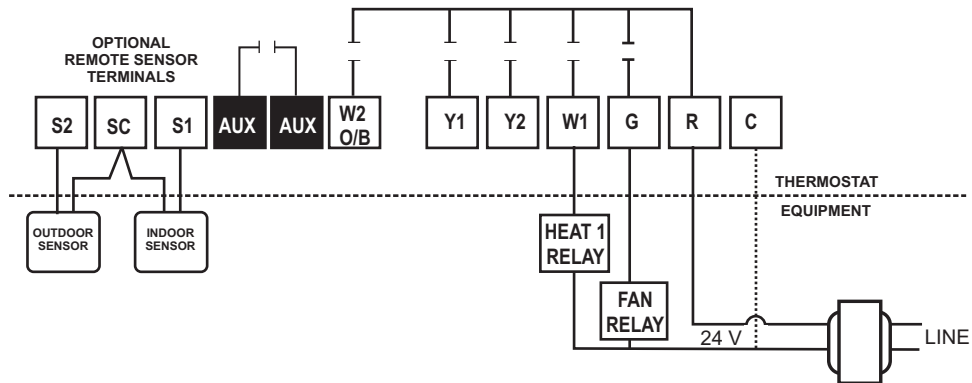 OPTIONAL
REMOTE SENSOR
TERMINALS
S2
SC
S1
AUX
AUX
W2
O/B
Y1
Y2
W1
G
R
C
THERMOSTAT
EQUIPMENT
OUTDOOR
SENSOR
INDOOR
SENSOR
HEAT 1
RELAY
FAN
RELAY
24 V
LINE